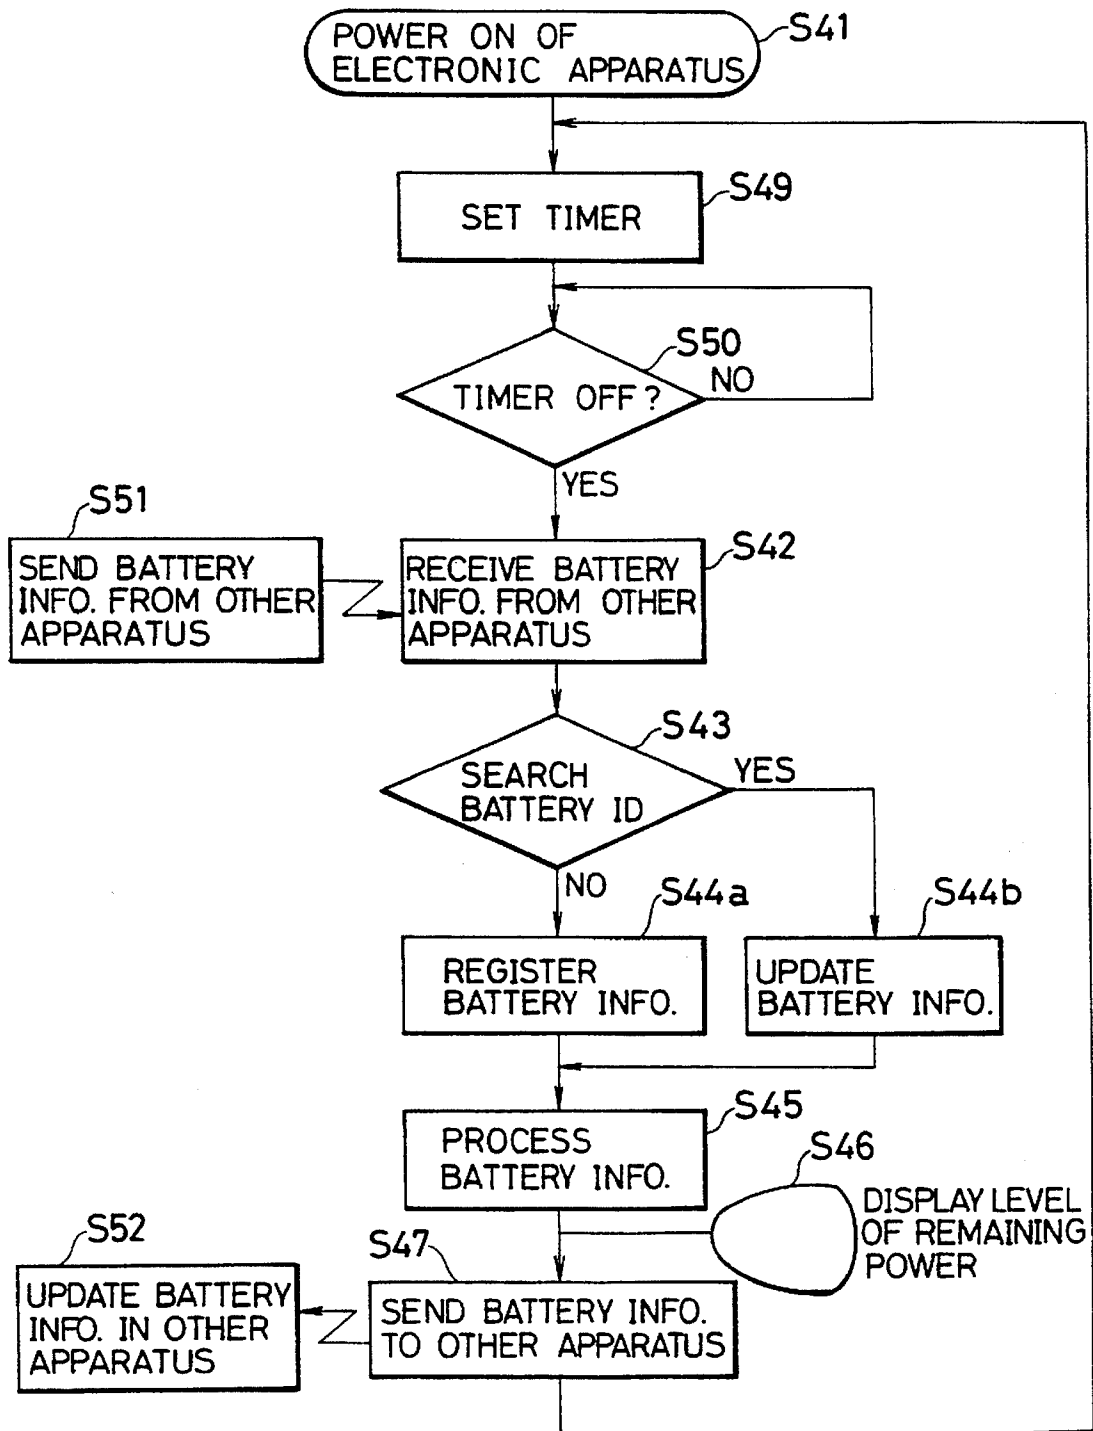 POWER ON OF
ELECTRONIC APPARATUS
S41
S49
SET TIMER
S50
TIMER OFF?
NO
YES
S51
SEND BATTERY
INFO. FROM OTHER
APPARATUS
S42
RECEIVE BATTERY
INFO. FROM OTHER
APPARATUS
S43
SEARCH
BATTERY ID
YES
NO
S44a
REGISTER
BATTERY INFO.
S44b
UPDATE
BATTERY INFO.
S45
PROCESS
BATTERY INFO.
S46
DISPLAY LEVEL
OF REMAINING
POWER
S52
UPDATE BATTERY
INFO. IN OTHER
APPARATUS
S47
SEND BATTERY INFO.
TO OTHER APPARATUS